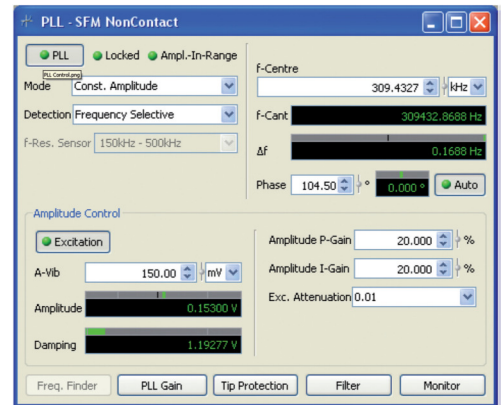 PLL - SFM NonContact
PLL
Locked
Ampl.-In-Range
PLL Control.png
Mode
Const. Amplitude
Detection
Frequency Selective
f-Res. Sensor
150kHz - 500kHz
f-Centre
309.4327
kHz
f-Cant
309432.8688 Hz
Δf
0.1688 Hz
Phase
104.50
°
0.000 °
Auto
Amplitude Control
Excitation
A-Vib
150.00
mV
Amplitude
0.15300 V
Damping
1.19277 V
Amplitude P-Gain
20.000
%
Amplitude I-Gain
20.000
%
Exc. Attenuation
0.01
Freq. Finder
PLL Gain
Tip Protection
Filter
Monitor